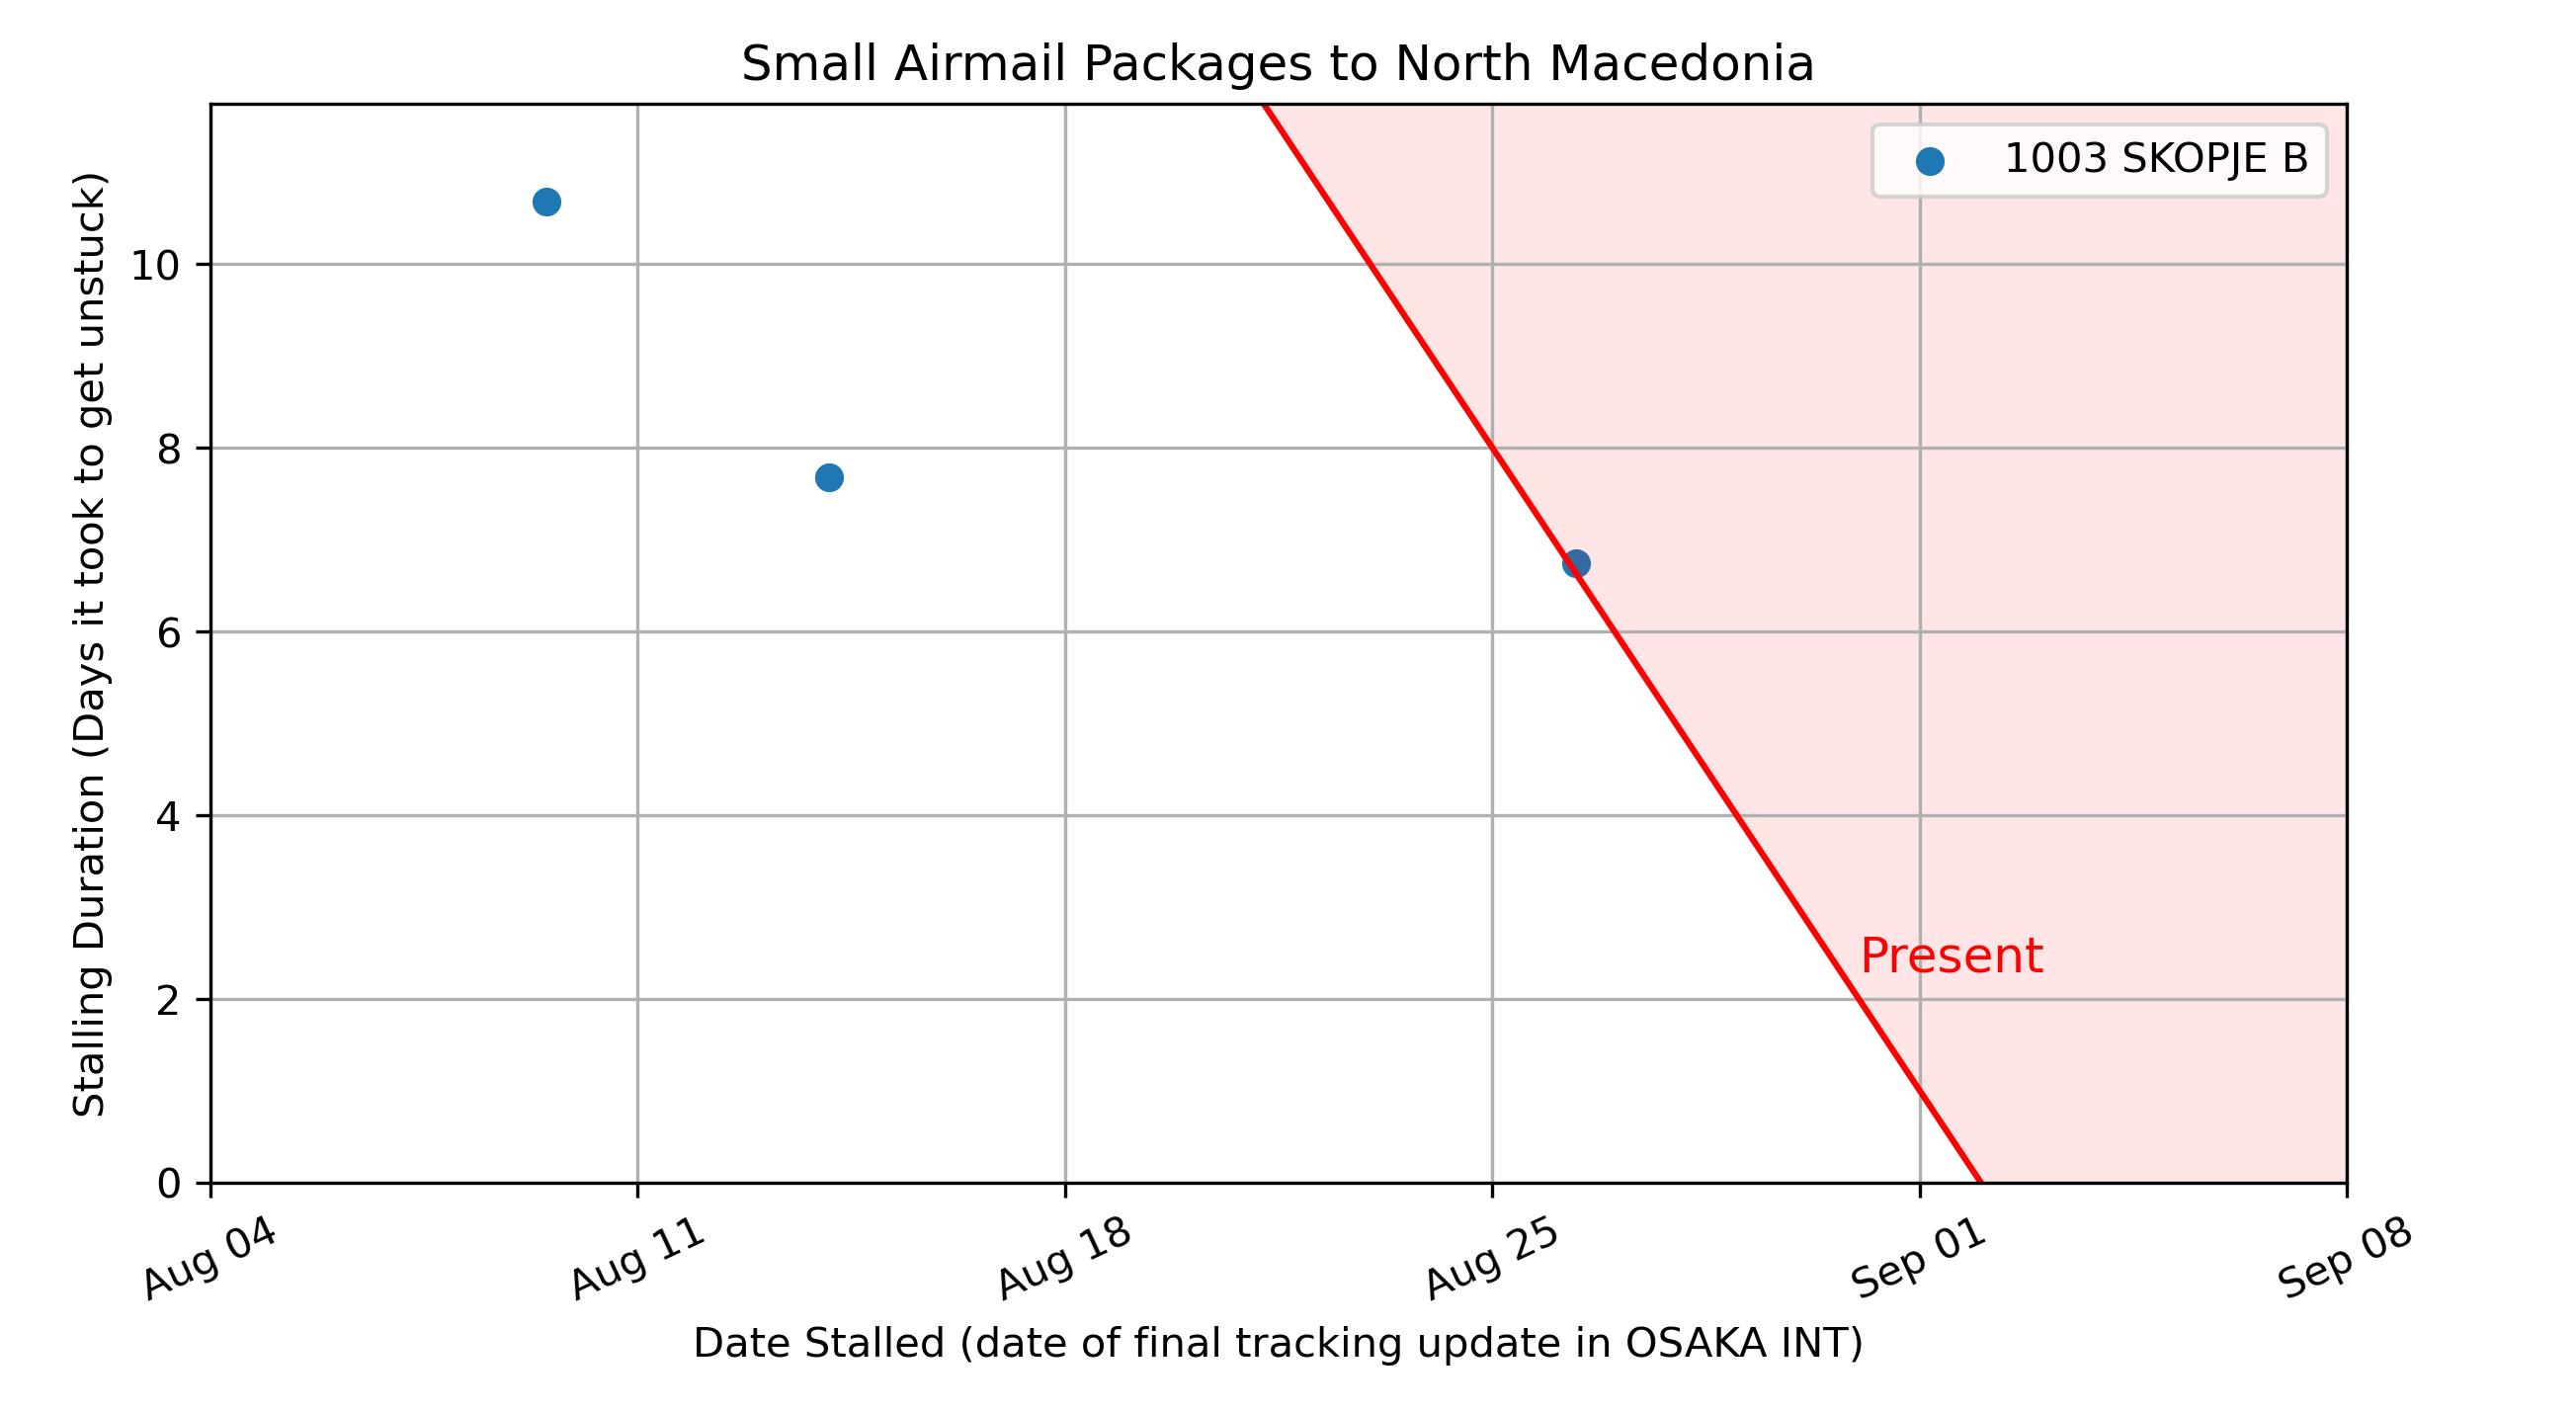 Small Airmail Packages to North Macedonia
1003 SKOPJE B
Stalling Duration (Days it took to get unstuck)
10
8
6
4
2
0
Present
Aug 04
Aug 11
Aug 18
Aug 25
Sep 01
Sep 08
Date Stalled (date of final tracking update in OSAKA INT)